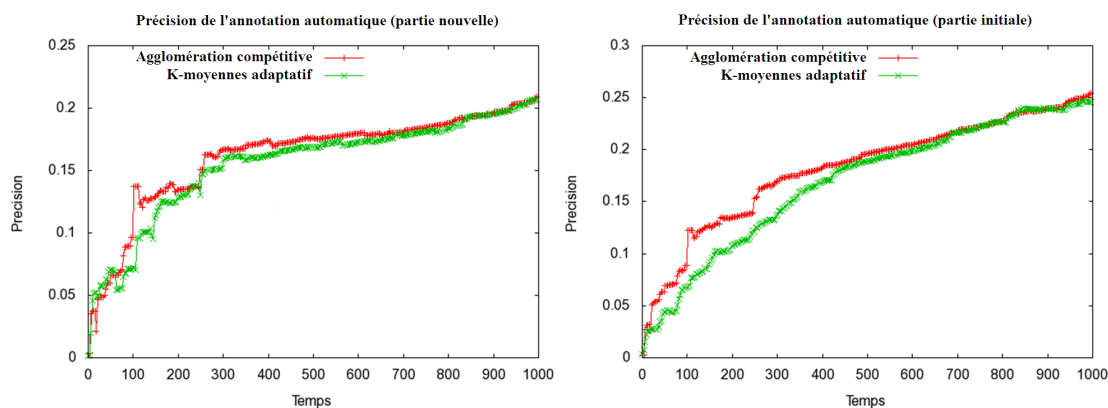 Précision de l'annotation automatique (partie nouvelle)
0.25
0.2
0.15
0.1
0.05
0
Precision
Agglomération compétitive
K-moyennes adaptatif
0 100 200 300 400 500 600 700 800 900 1000
Temps
Précision de l'annotation automatique (partie initiale)
0.3
0.25
0.2
0.15
0.1
0.05
0
Precision
Agglomération compétitive
K-moyennes adaptatif
0 100 200 300 400 500 600 700 800 900 1000
Temps